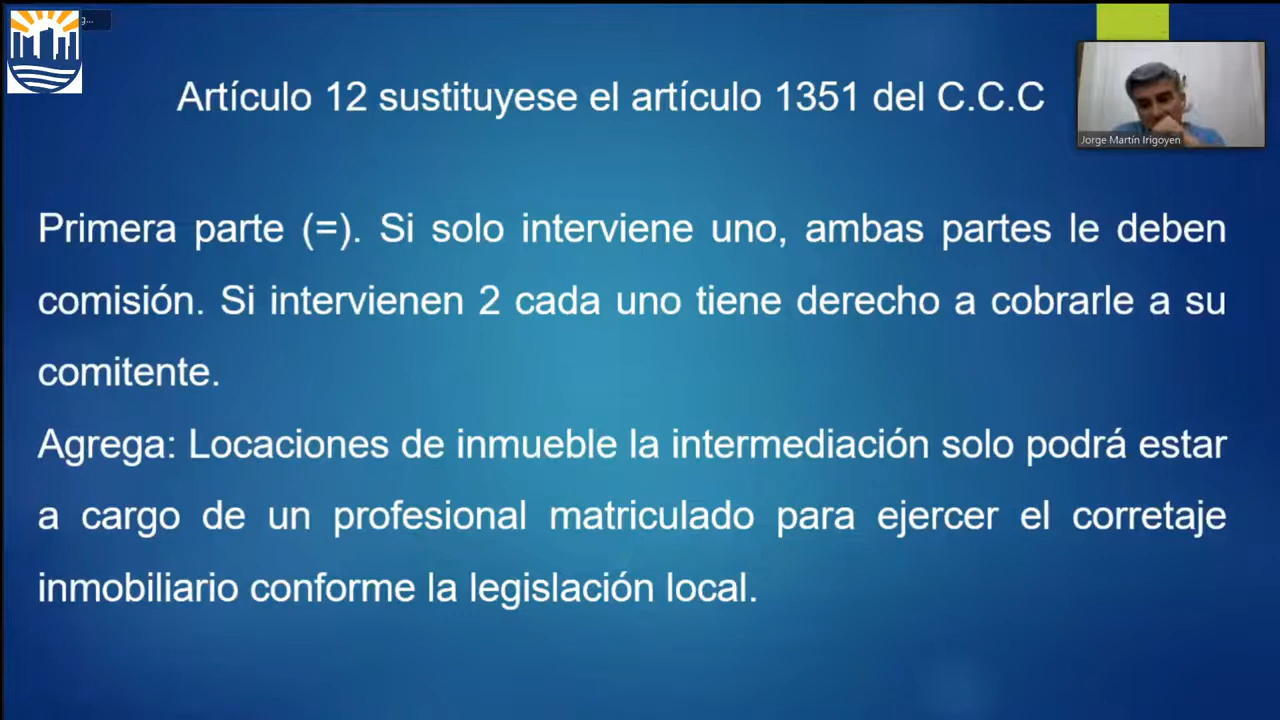 g...
Artículo 12 sustituyese el artículo 1351 del C.C.C
Jorge Martín Irigoyen
Primera parte (=). Si solo interviene uno, ambas partes le deben
comisión. Si intervienen 2 cada uno tiene derecho a cobrarle a su
comitente.
Agrega: Locaciones de inmueble la intermediación solo podrá estar
a cargo de un profesional matriculado para ejercer el corretaje
inmobiliario conforme la legislación local.